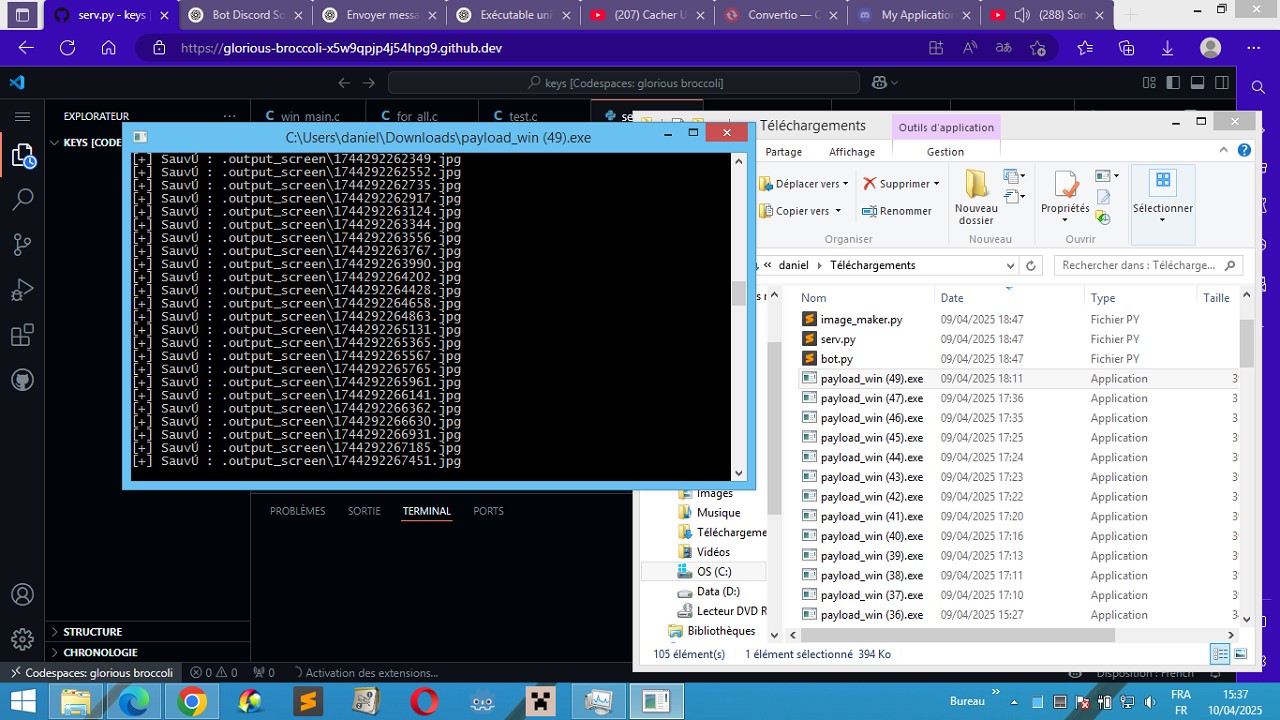 serv.py - keys
Bot Discord So
Envoyer messa
Exécutable uni
(207) Cacher U
Convertio — C
My Application
(288) Son
https://glorious-broccoli-x5w9qpjp4j54hpg9.github.dev
keys [Codespaces: glorious broccoli]
EXPLORATEUR
win_main.c
for_all.c
test.c
se
KEYS [CODE
C:\Users\daniel\Downloads\payload_win (49).exe
[+] SauvÚ : .output_screen\1744292262349.jpg
[+] SauvÚ : .output_screen\1744292262552.jpg
[+] SauvÚ : .output_screen\1744292262735.jpg
[+] SauvÚ : .output_screen\1744292262917.jpg
[+] SauvÚ : .output_screen\1744292263124.jpg
[+] SauvÚ : .output_screen\1744292263344.jpg
[+] SauvÚ : .output_screen\1744292263556.jpg
[+] SauvÚ : .output_screen\1744292263767.jpg
[+] SauvÚ : .output_screen\1744292263990.jpg
[+] SauvÚ : .output_screen\1744292264202.jpg
[+] SauvÚ : .output_screen\1744292264428.jpg
[+] SauvÚ : .output_screen\1744292264658.jpg
[+] SauvÚ : .output_screen\1744292264863.jpg
[+] SauvÚ : .output_screen\1744292265131.jpg
[+] SauvÚ : .output_screen\1744292265365.jpg
[+] SauvÚ : .output_screen\1744292265567.jpg
[+] SauvÚ : .output_screen\1744292265765.jpg
[+] SauvÚ : .output_screen\1744292265961.jpg
[+] SauvÚ : .output_screen\1744292266141.jpg
[+] SauvÚ : .output_screen\1744292266362.jpg
[+] SauvÚ : .output_screen\1744292266630.jpg
[+] SauvÚ : .output_screen\1744292266931.jpg
[+] SauvÚ : .output_screen\1744292267185.jpg
[+] SauvÚ : .output_screen\1744292267451.jpg
Téléchargements
Outils d'application
Partage
Affichage
Gestion
Déplacer vers
Supprimer
Copier vers
Renommer
Nouveau dossier
Propriétés
Sélectionner
Organiser
Nouveau
Ouvrir
« daniel
Téléchargements
Rechercher dans : Télécharge...
Nom
Date
Type
Taille
image_maker.py 09/04/2025 18:47 Fichier PY
serv.py 09/04/2025 18:47 Fichier PY
bot.py 09/04/2025 18:47 Fichier PY
payload_win (49).exe 09/04/2025 18:11 Application 3
payload_win (47).exe 09/04/2025 17:36 Application 3
payload_win (46).exe 09/04/2025 17:35 Application 3
payload_win (45).exe 09/04/2025 17:25 Application 3
payload_win (44).exe 09/04/2025 17:24 Application 3
payload_win (43).exe 09/04/2025 17:23 Application 3
payload_win (42).exe 09/04/2025 17:22 Application 3
payload_win (41).exe 09/04/2025 17:20 Application 3
payload_win (40).exe 09/04/2025 17:16 Application 3
payload_win (39).exe 09/04/2025 17:13 Application 3
payload_win (38).exe 09/04/2025 17:11 Application 3
payload_win (37).exe 09/04/2025 17:10 Application 3
payload_win (36).exe 09/04/2025 15:27 Application 3
Images
Musique
Téléchargeme
Vidéos
OS (C:)
Data (D:)
Lecteur DVD R
Bibliothèques
105 élément(s)
1 élément sélectionné 394 Ko
PROBLÈMES
SORTIE
TERMINAL
PORTS
STRUCTURE
CHRONOLOGIE
Codespaces: glorious broccoli
0
0
0
Activation des extensions...
Disposition : French
Bureau
FRA
FR
15:37
10/04/2025